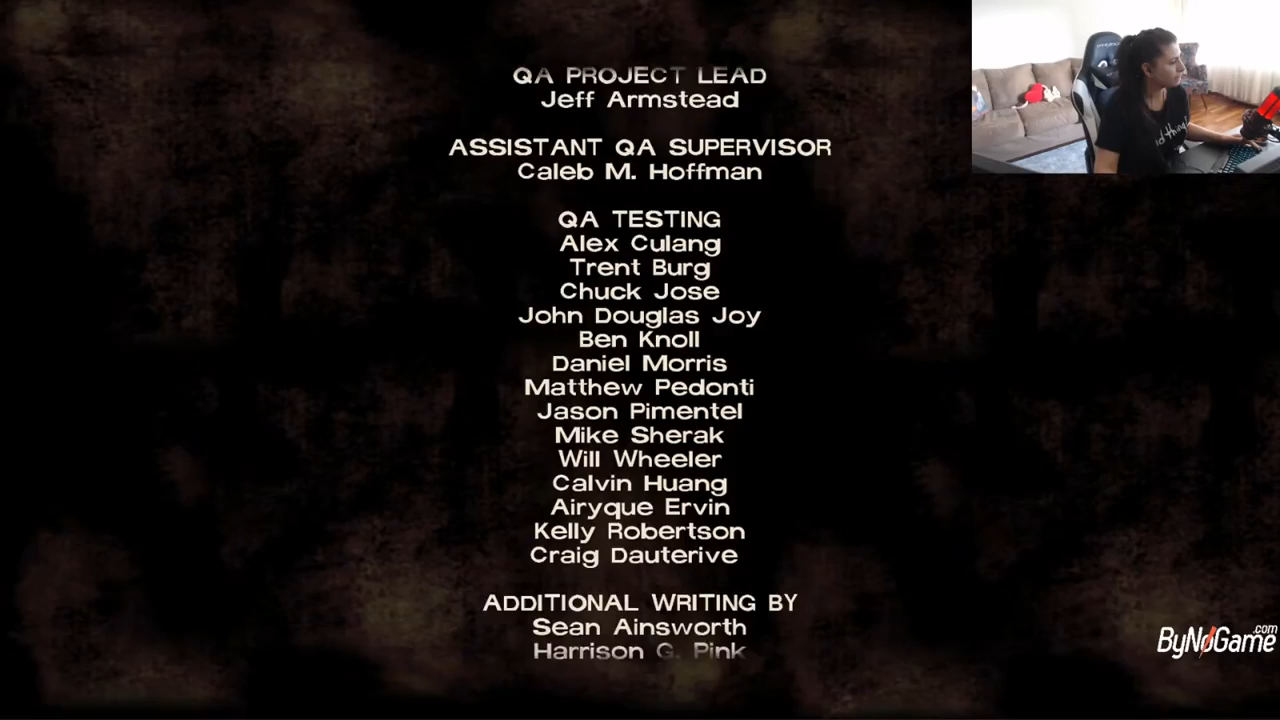 QA PROJECT LEAD
Jeff Armstead
ASSISTANT QA SUPERVISOR
Caleb M. Hoffman
QA TESTING
Alex Culang
Trent Burg
Chuck Jose
John Douglas Joy
Ben Knoll
Daniel Morris
Matthew Pedonti
Jason Pimentel
Mike Sherak
Will Wheeler
Calvin Huang
Airyque Ervin
Kelly Robertson
Craig Dauterive
ADDITIONAL WRITING BY
Sean Ainsworth
Harrison G. Pink
ByNoGame.com